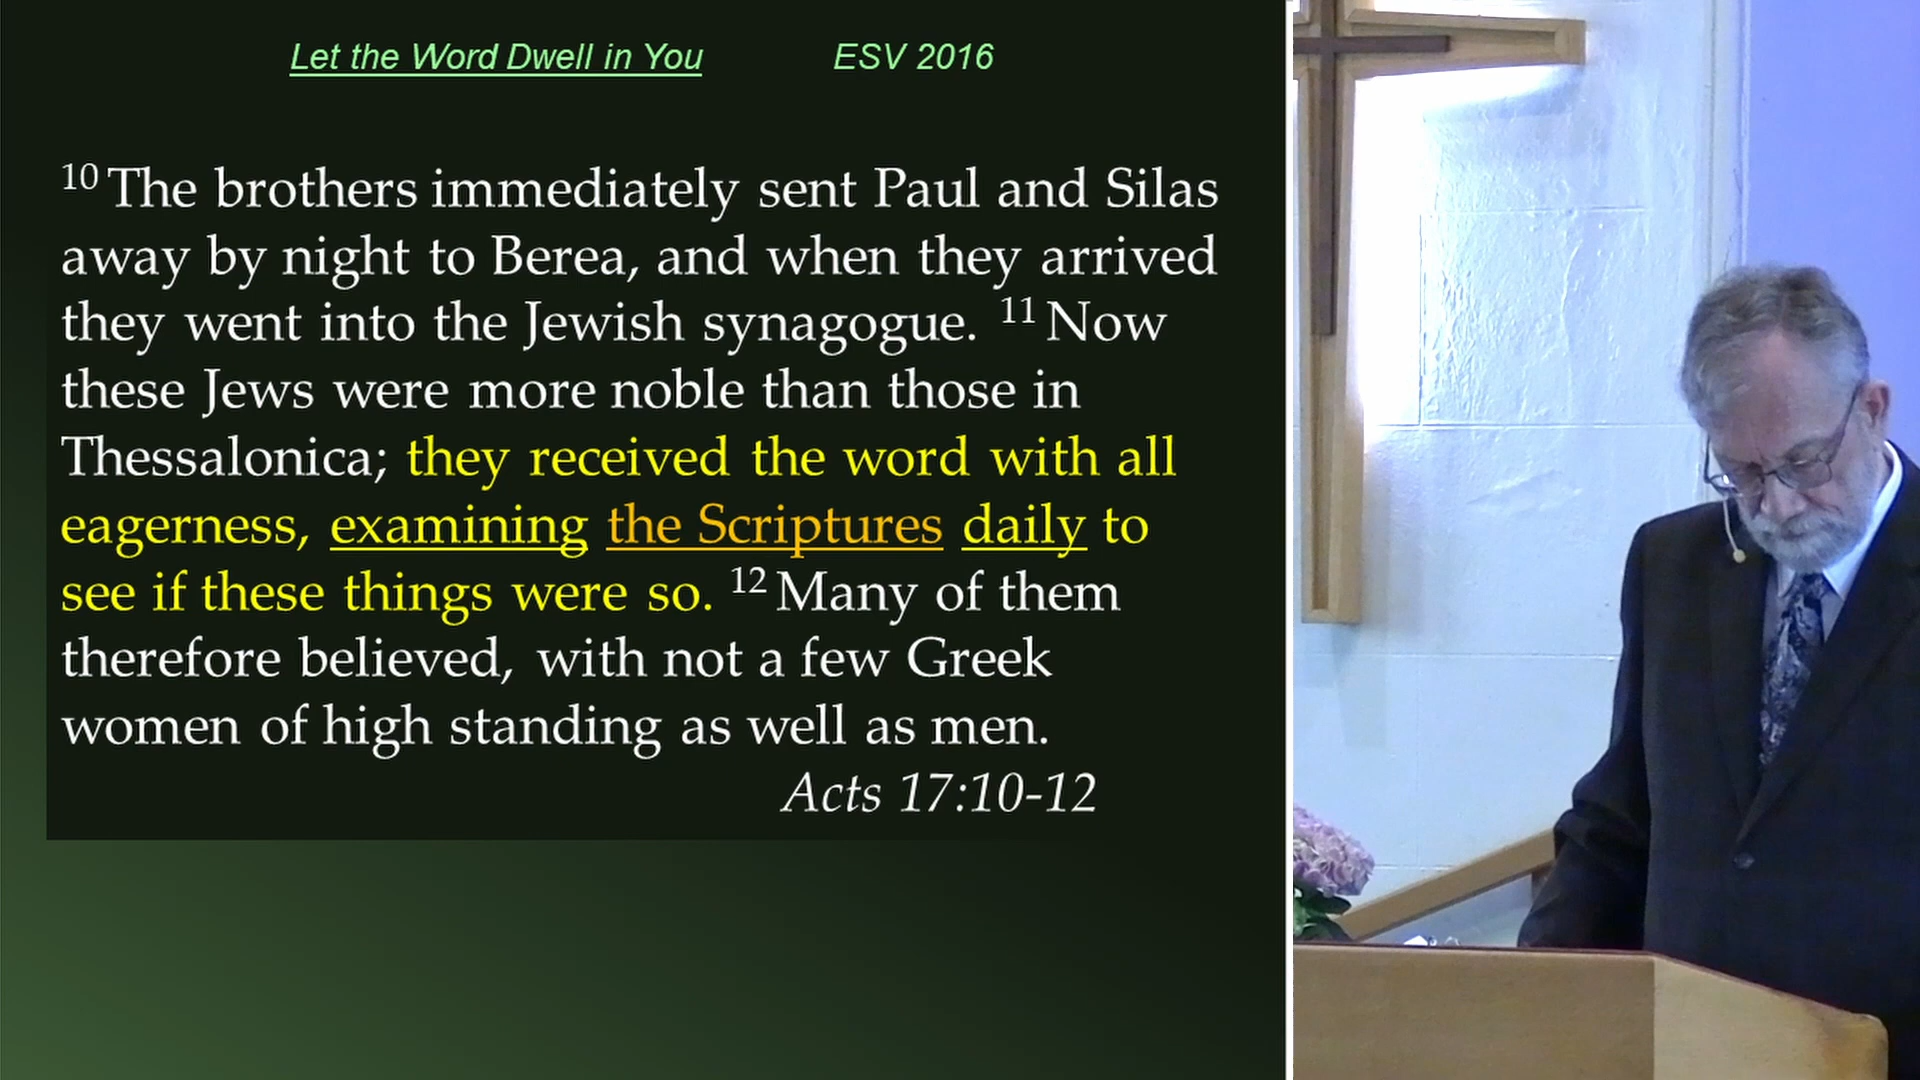 Let the Word Dwell in You ESV 2016
10 The brothers immediately sent Paul and Silas
away by night to Berea, and when they arrived
they went into the Jewish synagogue. 11 Now
these Jews were more noble than those in
Thessalonica; they received the word with all
eagerness, examining the Scriptures daily to
see if these things were so. 12 Many of them
therefore believed, with not a few Greek
women of high standing as well as men.
Acts 17:10-12